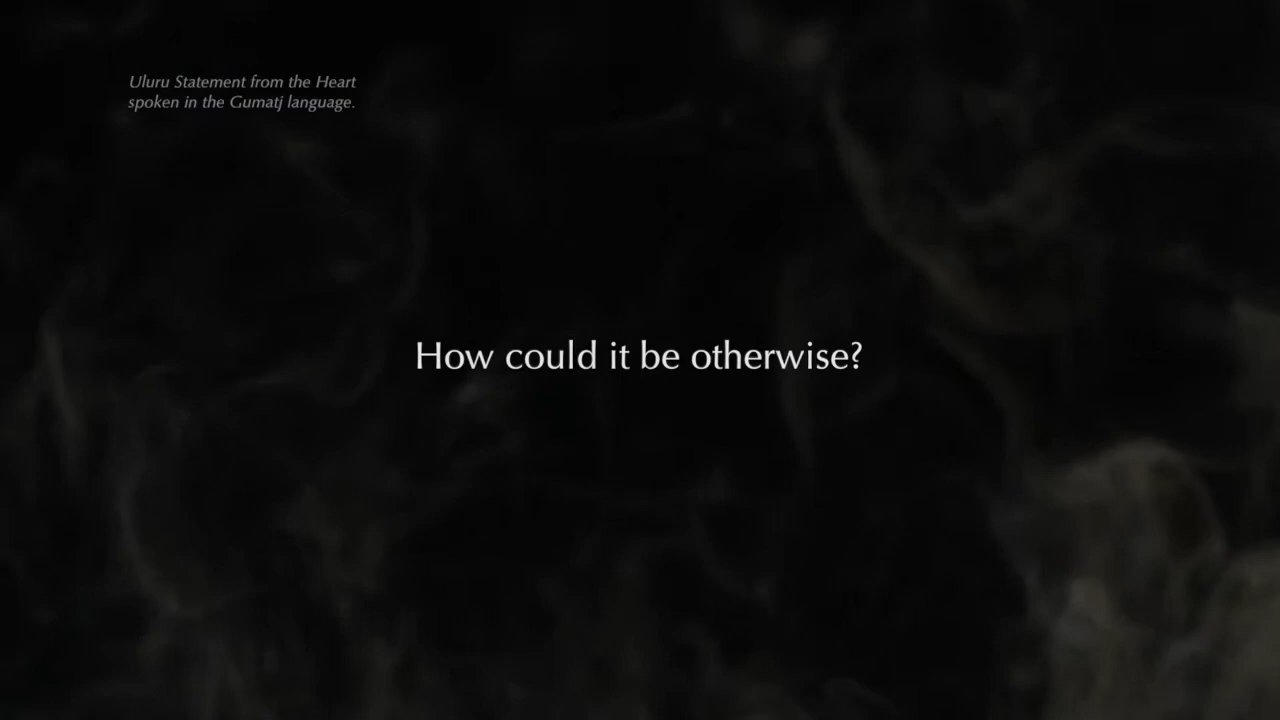 Uluru Statement from the Heart
spoken in the Gumatj language.
How could it be otherwise?